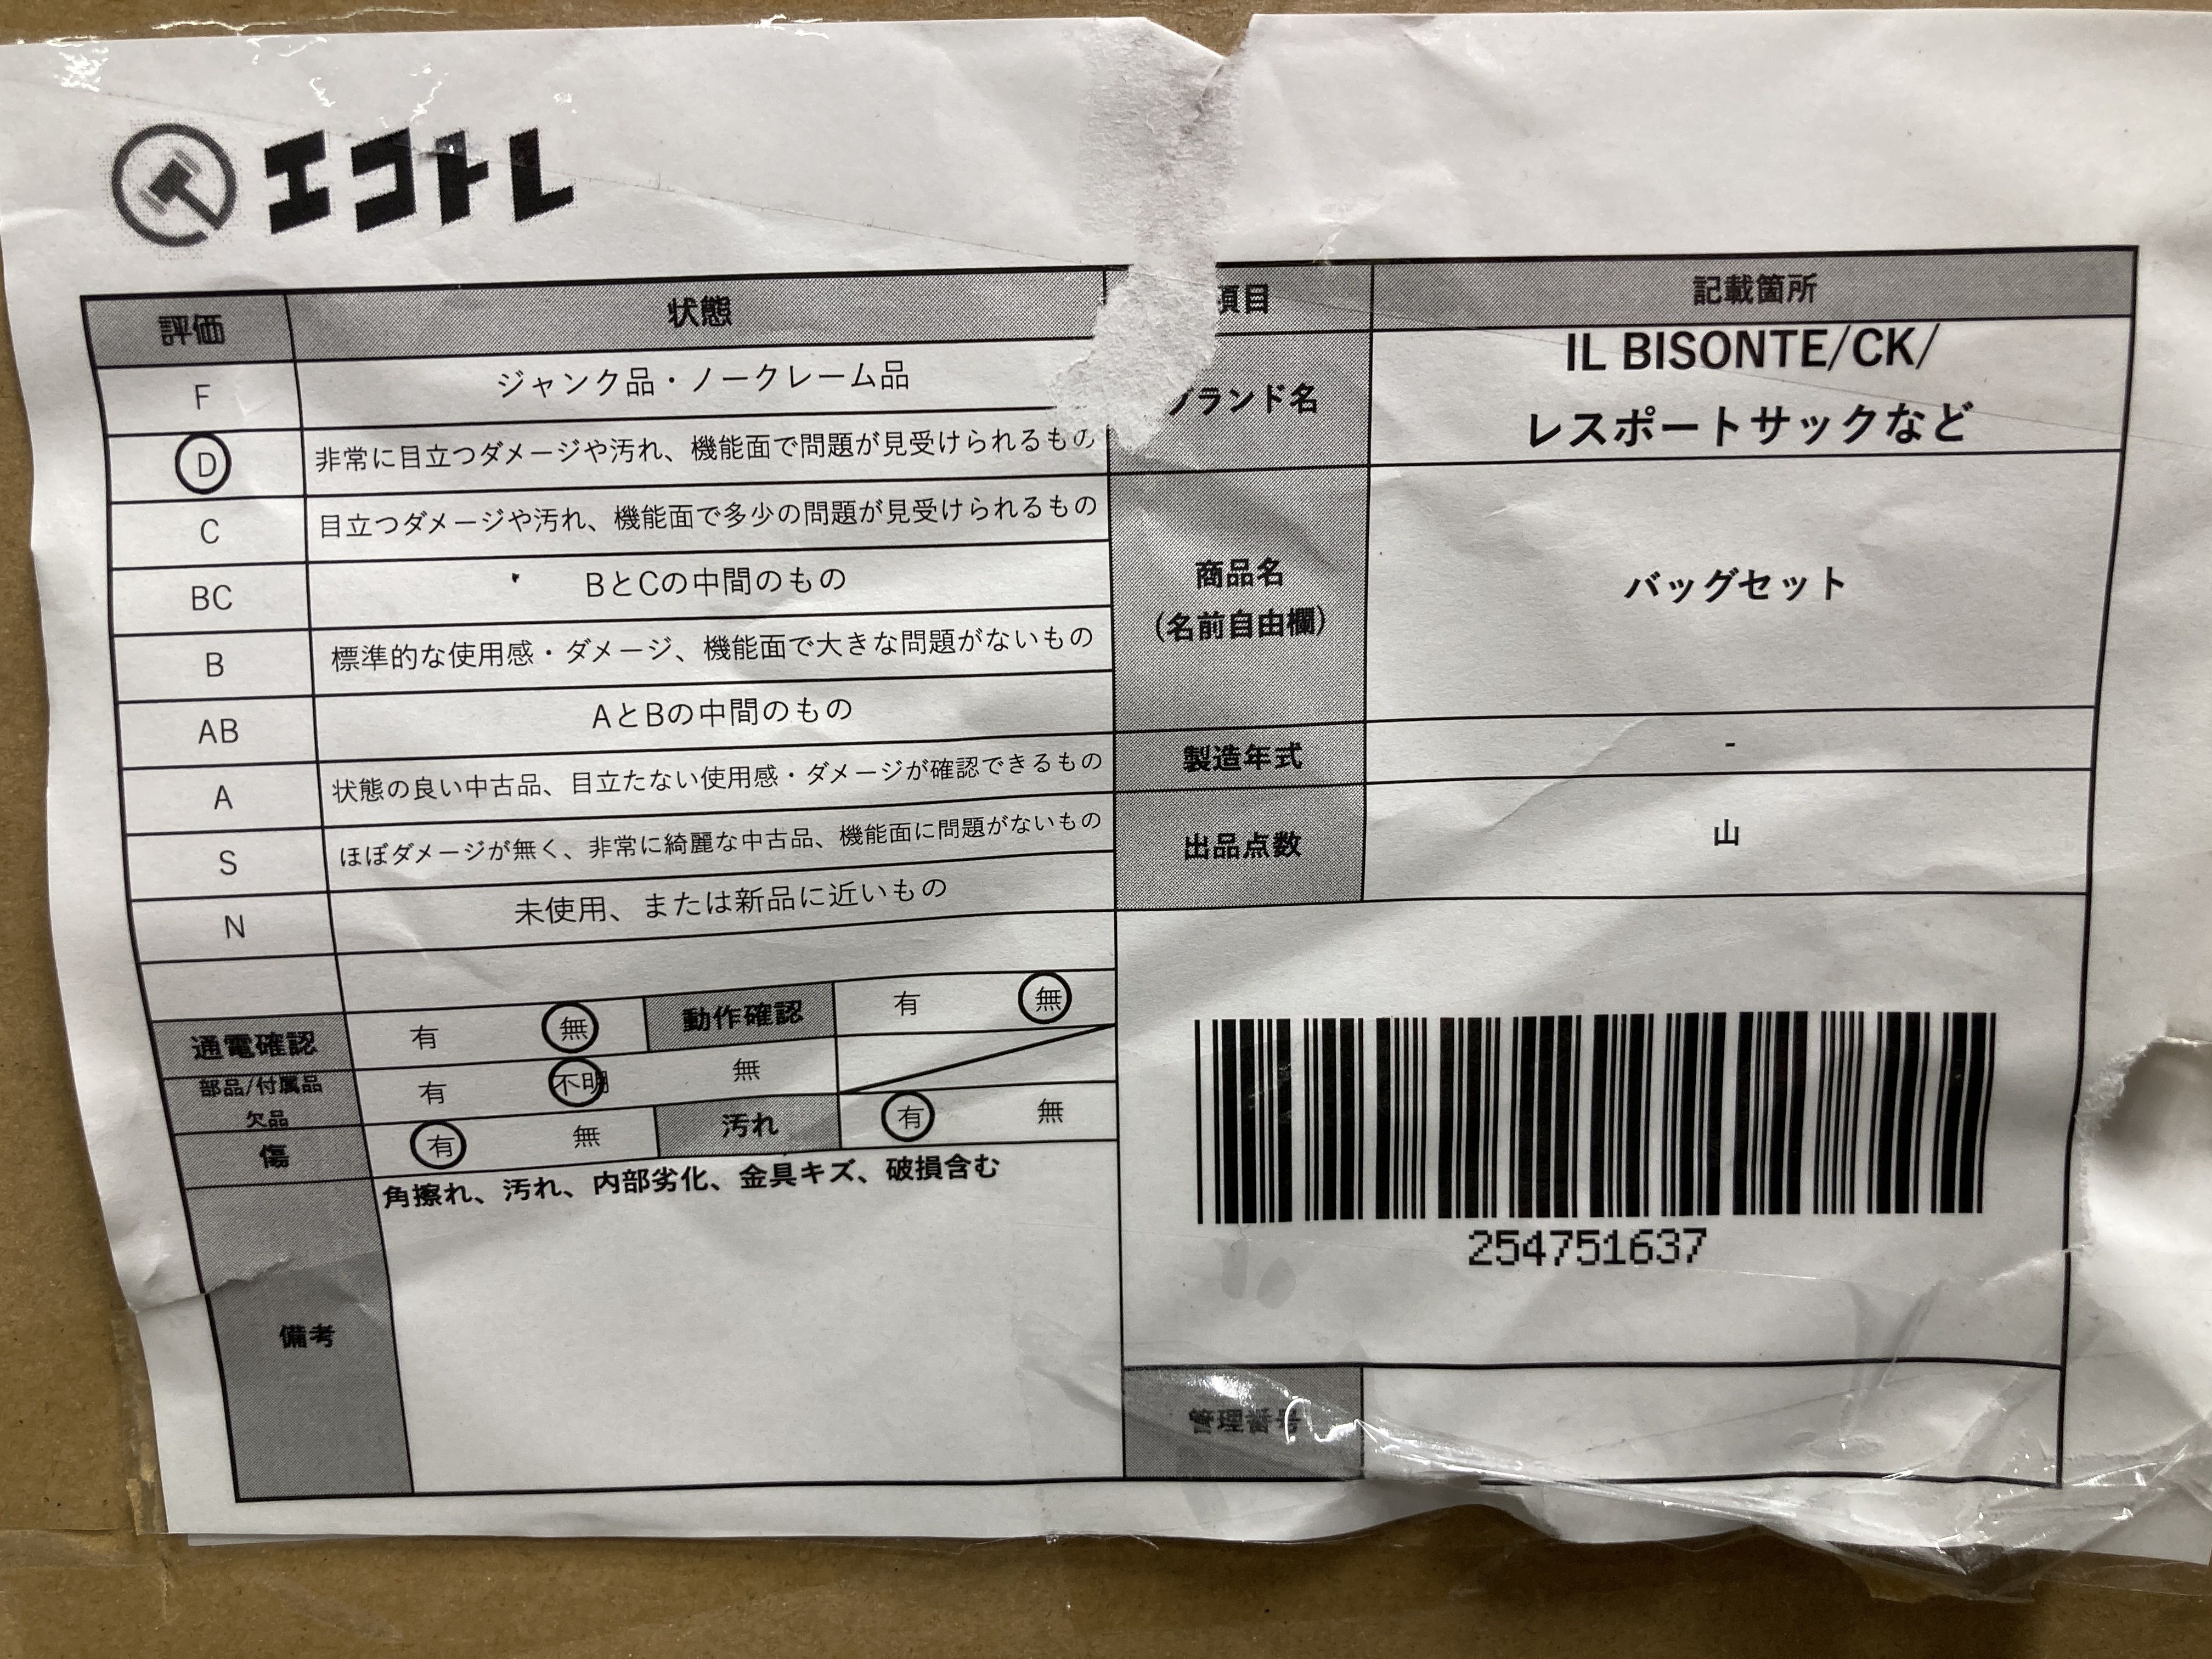 エコトレ
評価 状態
F ジャンク品・ノークレーム品
D 非常に目立つダメージや汚れ、機能面で問題が見受けられるもの
C 目立つダメージや汚れ、機能面で多少の問題が見受けられるもの
BC BとCの中間のもの
B 標準的な使用感・ダメージ、機能面で大きな問題がないもの
AB AとBの中間のもの
A 状態の良い中古品、目立たない使用感・ダメージが確認できるもの
S ほぼダメージが無く、非常に綺麗な中古品、機能面に問題がないもの
N 未使用、または新品に近いもの
通電確認 有 無 動作確認 有 無
部品/付属品
欠品 有 不明 無
傷 有 無 汚れ 有 無
備考 角擦れ、汚れ、内部劣化、金具キズ、破損含む
項目 記載箇所
ブランド名 IL BISONTE/CK/
レスポートサックなど
商品名
(名前自由欄) バッグセット
製造年式 -
出品点数 山
254751637
管理番号